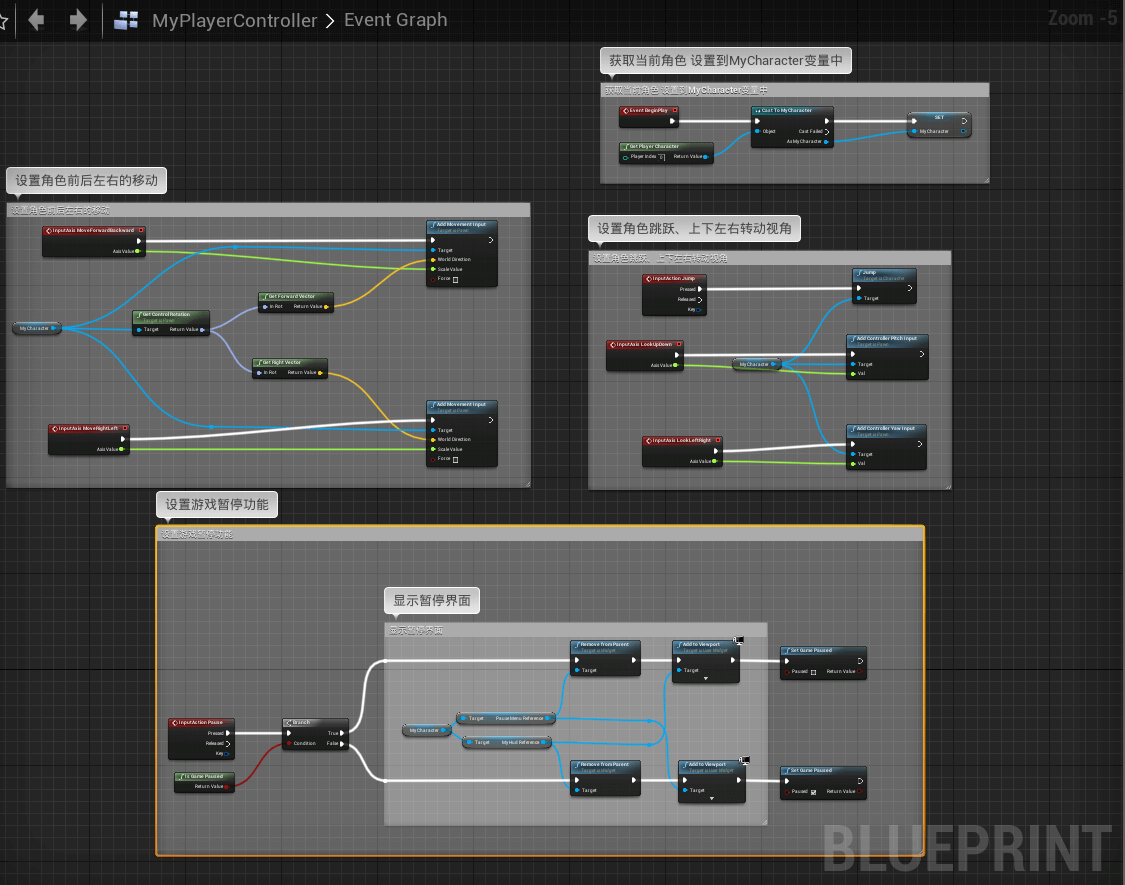 MyPlayerController > Event Graph
Zoom -5
获取当前角色 设置到MyCharacter变量中
获取当前角色 设置到MyCharacter变量中
Event BeginPlay
Cast To MyCharacter
Object
Cast Failed
As My Character
SET
My Character
Get Player Character
Player Index 0
Return Value
设置角色前后左右的移动
设置角色前后左右的移动
InputAxis MoveForwardBackward
Axis Value
Add Movement Input
Target is Pawn
Target
World Direction
Scale Value
Force
Get Forward Vector
In Rot
Return Value
My Character
Get Control Rotation
Target is Pawn
Target
Return Value
Get Right Vector
In Rot
Return Value
InputAxis MoveRightLeft
Axis Value
Add Movement Input
Target is Pawn
Target
World Direction
Scale Value
Force
设置角色跳跃、上下左右转动视角
设置角色跳跃、上下左右转动视角
InputAction Jump
Pressed
Released
Key
Jump
Target is Character
Target
InputAxis LookUpDown
Axis Value
My Character
Add Controller Pitch Input
Target is Pawn
Target
Val
InputAxis LookLeftRight
Axis Value
Add Controller Yaw Input
Target is Pawn
Target
Val
设置游戏暂停功能
设置游戏暂停功能
显示暂停界面
显示暂停界面
InputAction Pause
Pressed
Released
Key
Is Game Paused
Return Value
Branch
Condition
True
False
My Character
Target
PauseMenu Reference
Target
MyHud Reference
Remove from Parent
Target is Widget
Target
Add to Viewport
Target is User Widget
Target
Set Game Paused
Paused
Return Value
Remove from Parent
Target is Widget
Target
Add to Viewport
Target is User Widget
Target
Set Game Paused
Paused
Return Value
BLUEPRINT